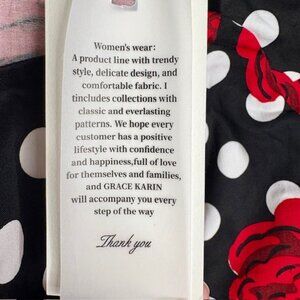 Women's wear:
A product line with trendy
style, delicate design, and
comfortable fabric. I
tincludes collections with
classic and everlasting
patterns. We hope every
customer has a positive
lifestyle with confidence
and happiness,full of love
for themselves and families,
and GRACE KARIN
will accompany you every
step of the way
Thank you